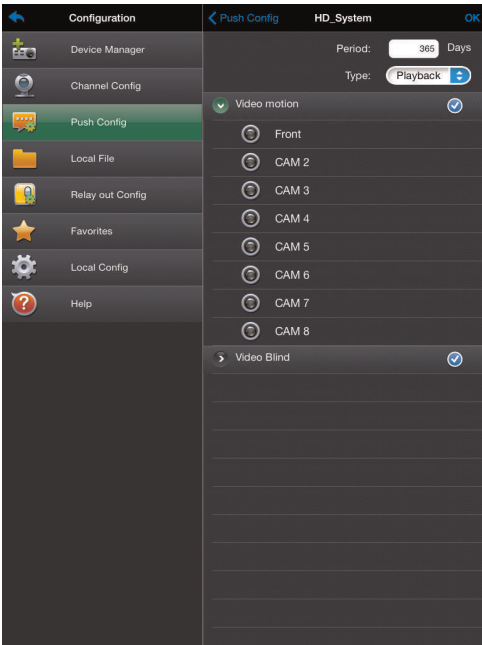 Configuration
Device Manager
Channel Config
Push Config
Local File
Relay out Config
Favorites
Local Config
Help
Push Config HD_System OK
Period: 365 Days
Type: Playback
Video motion
Front
CAM 2
CAM 3
CAM 4
CAM 5
CAM 6
CAM 7
CAM 8
Video Blind